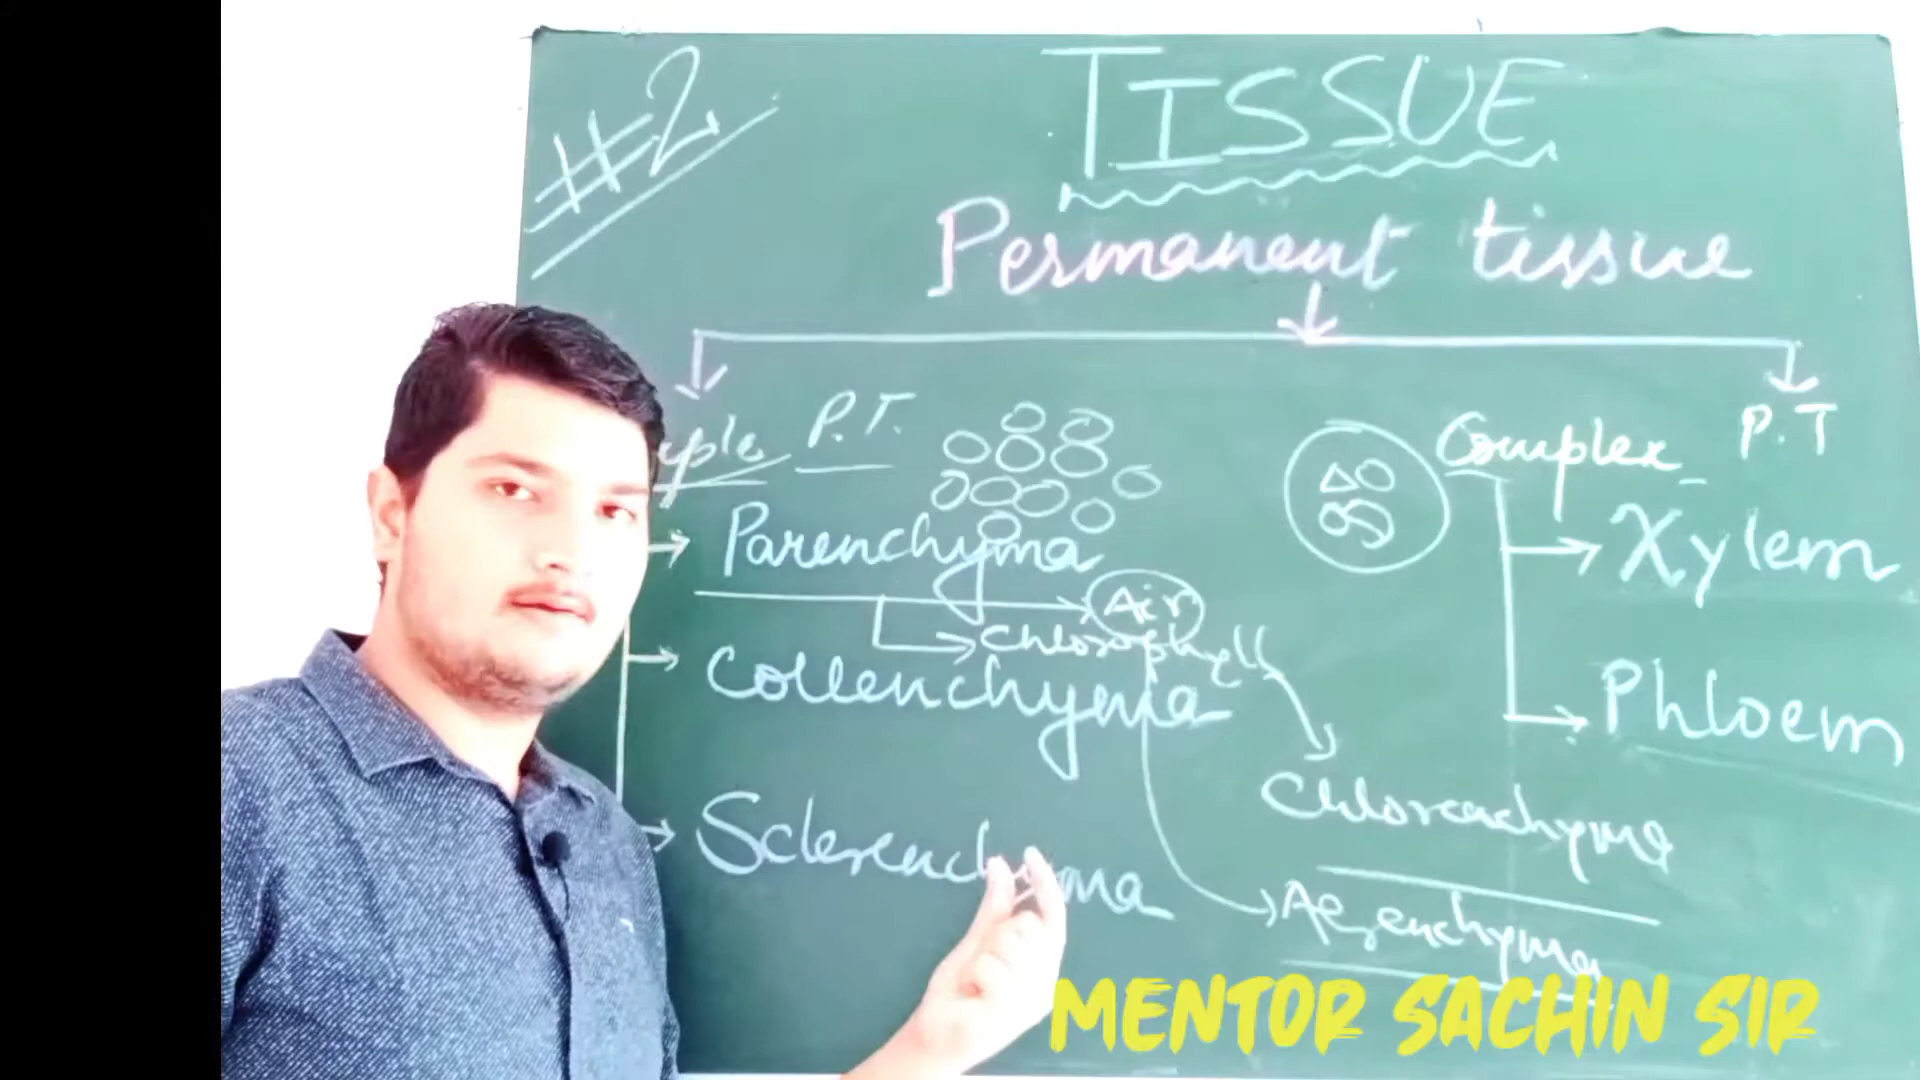 #2
TISSUE
Permanent tissue
P.T.
Complex P.T
Parenchyma
Xylem
Air
Chlorophyll
Collenchyma
Phloem
Chlorenchyma
Sclerenchyma
Aerenchyma
MENTOR SACHIN SIR